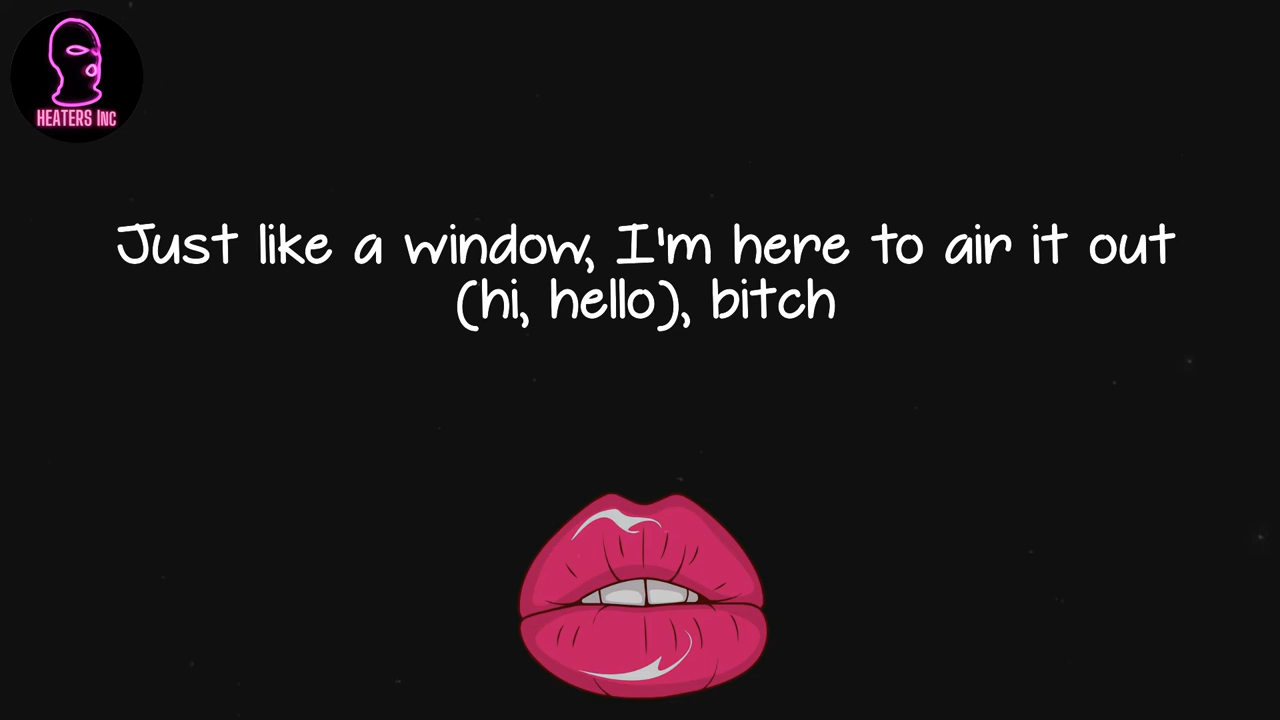 HEATERS INC
Just like a window, I'm here to air it out
(hi, hello), bitch